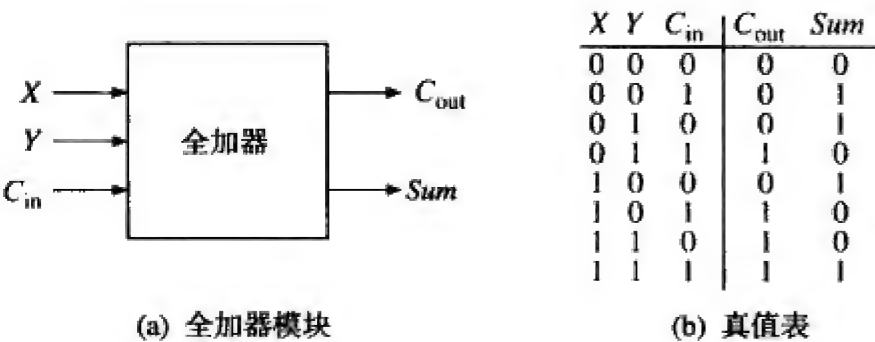 X
Y
C_in
全加器
C_out
Sum
(a) 全加器模块
X Y C_in C_out Sum
0 0 0 0 0
0 0 1 0 1
0 1 0 0 1
0 1 1 1 0
1 0 0 0 1
1 0 1 1 0
1 1 0 1 0
1 1 1 1 1
(b) 真值表